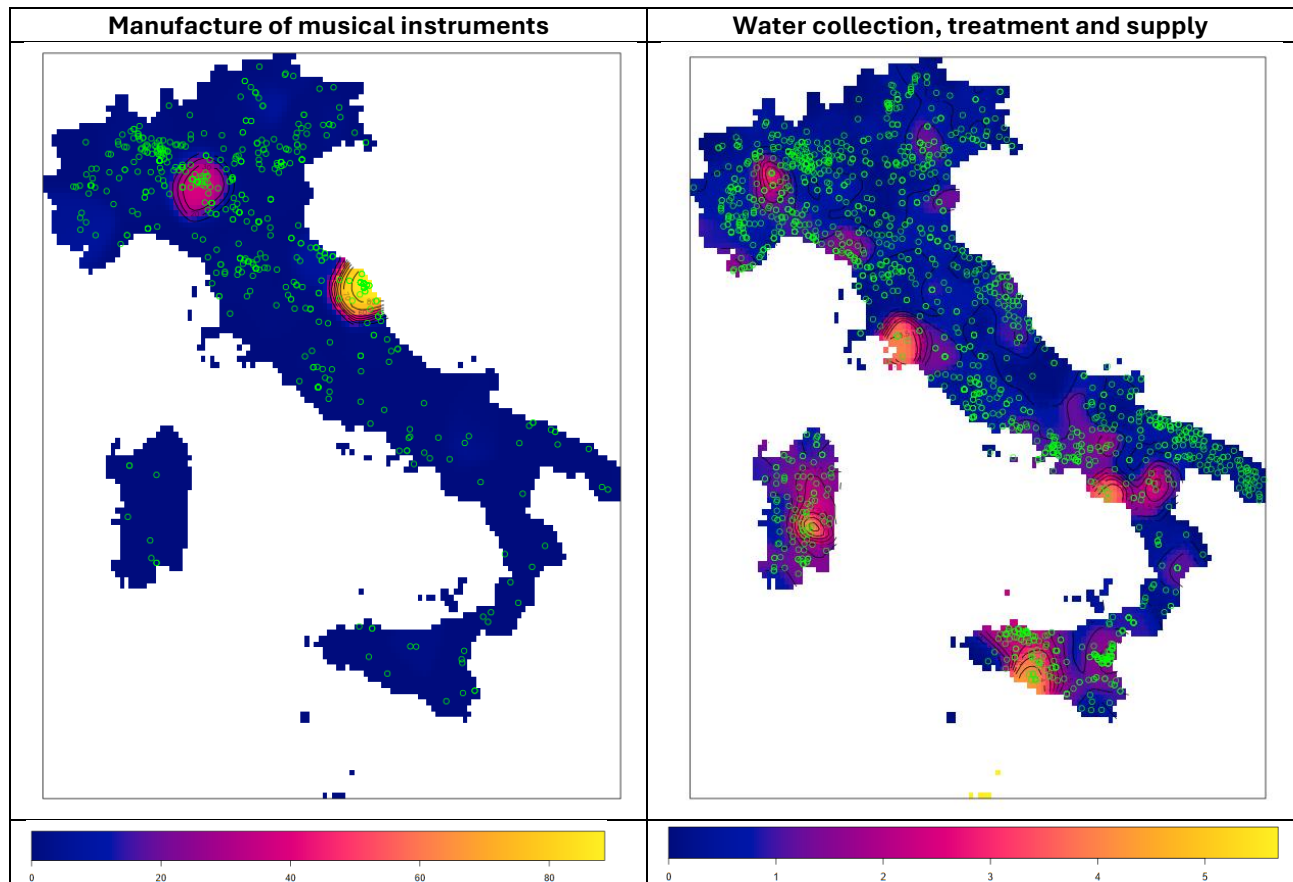 Manufacture of musical instruments
Water collection, treatment and supply
0 20 40 60 80
0 1 2 3 4 5